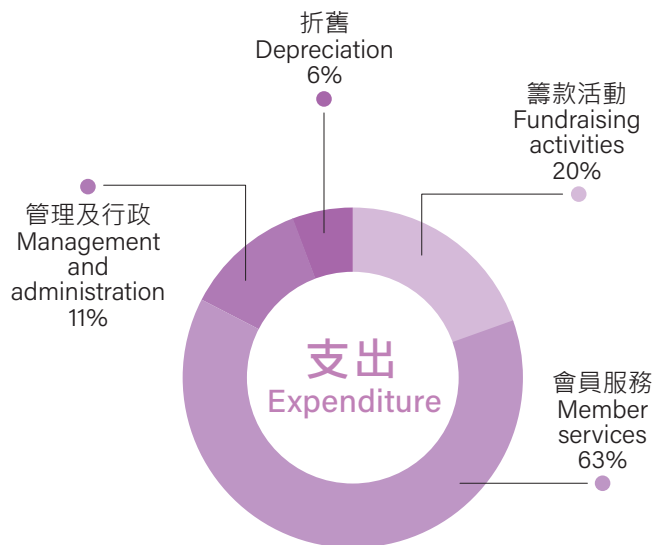 折舊
Depreciation
6%
籌款活動
Fundraising
activities
20%
管理及行政
Management
and
administration
11%
支出
Expenditure
會員服務
Member
services
63%